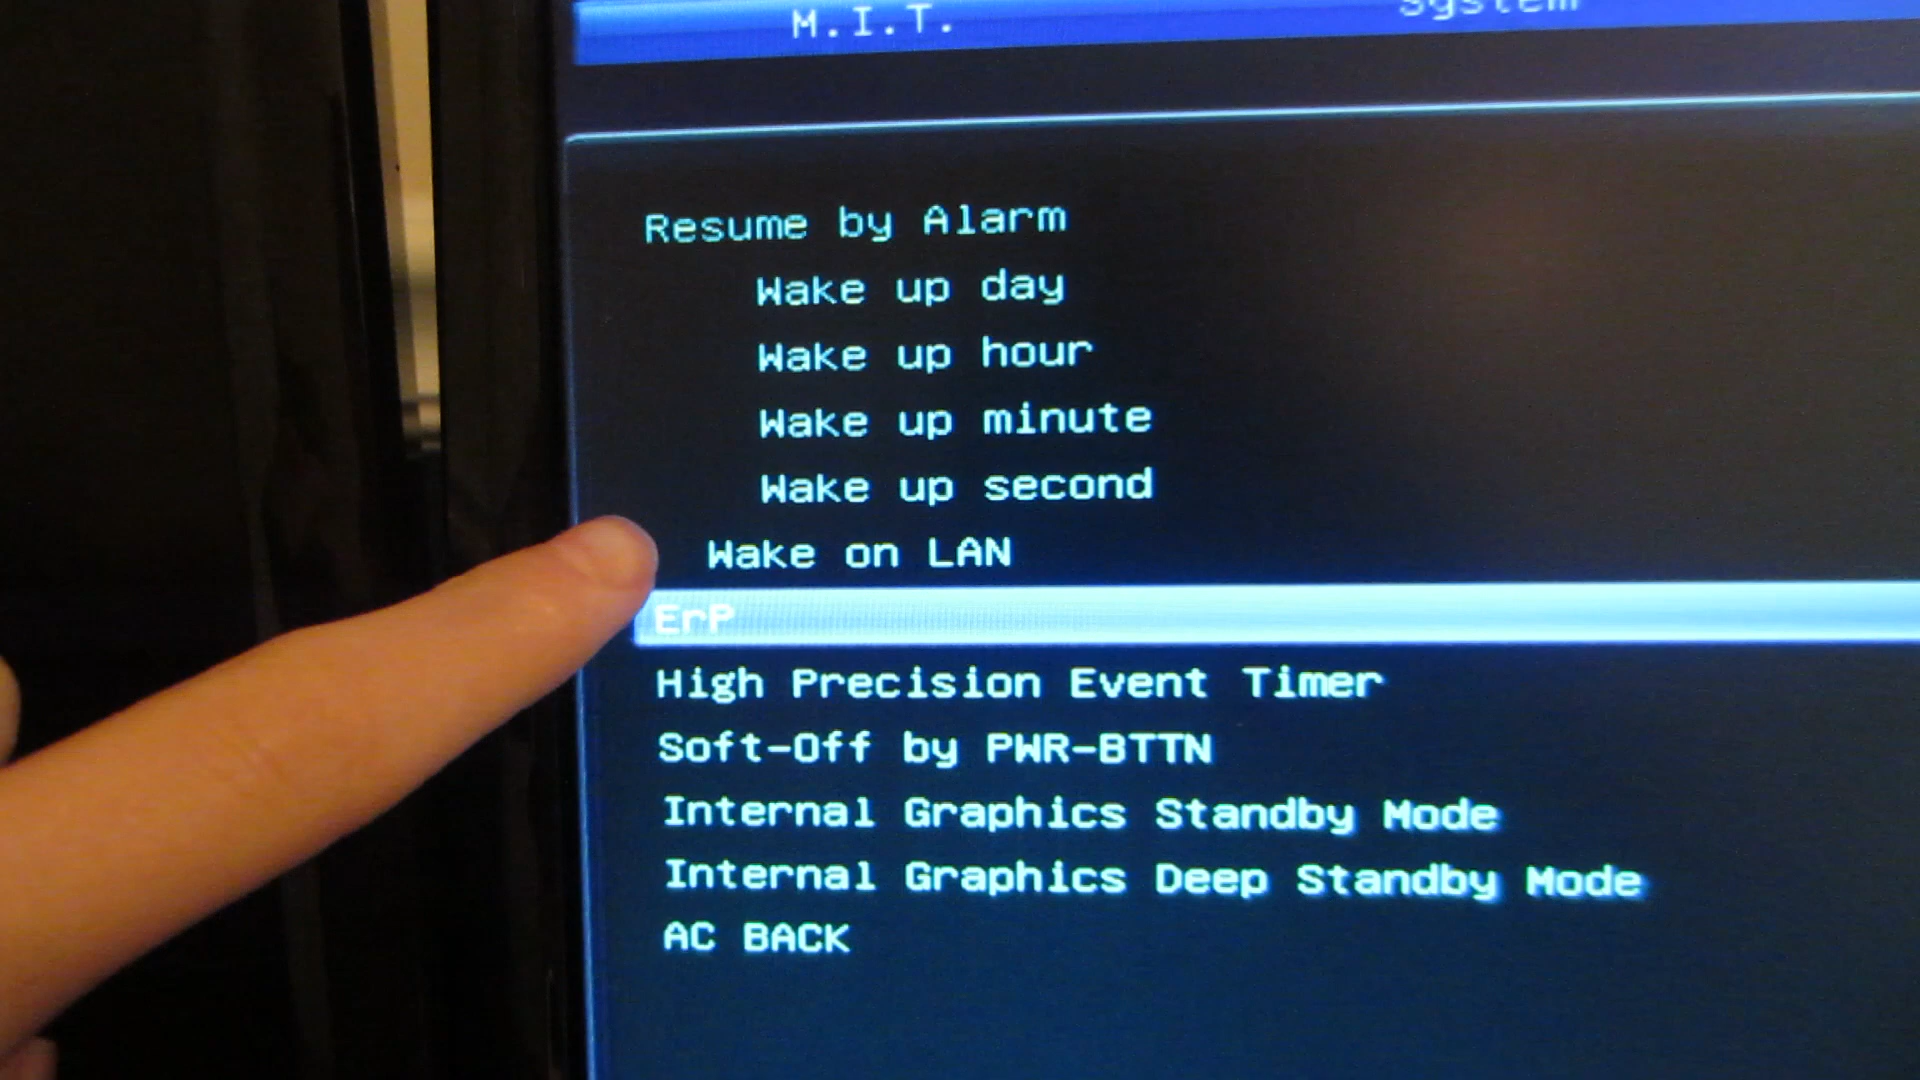 M.I.T. System
Resume by Alarm
Wake up day
Wake up hour
Wake up minute
Wake up second
Wake on LAN
ErP
High Precision Event Timer
Soft-Off by PWR-BTTN
Internal Graphics Standby Mode
Internal Graphics Deep Standby Mode
AC BACK